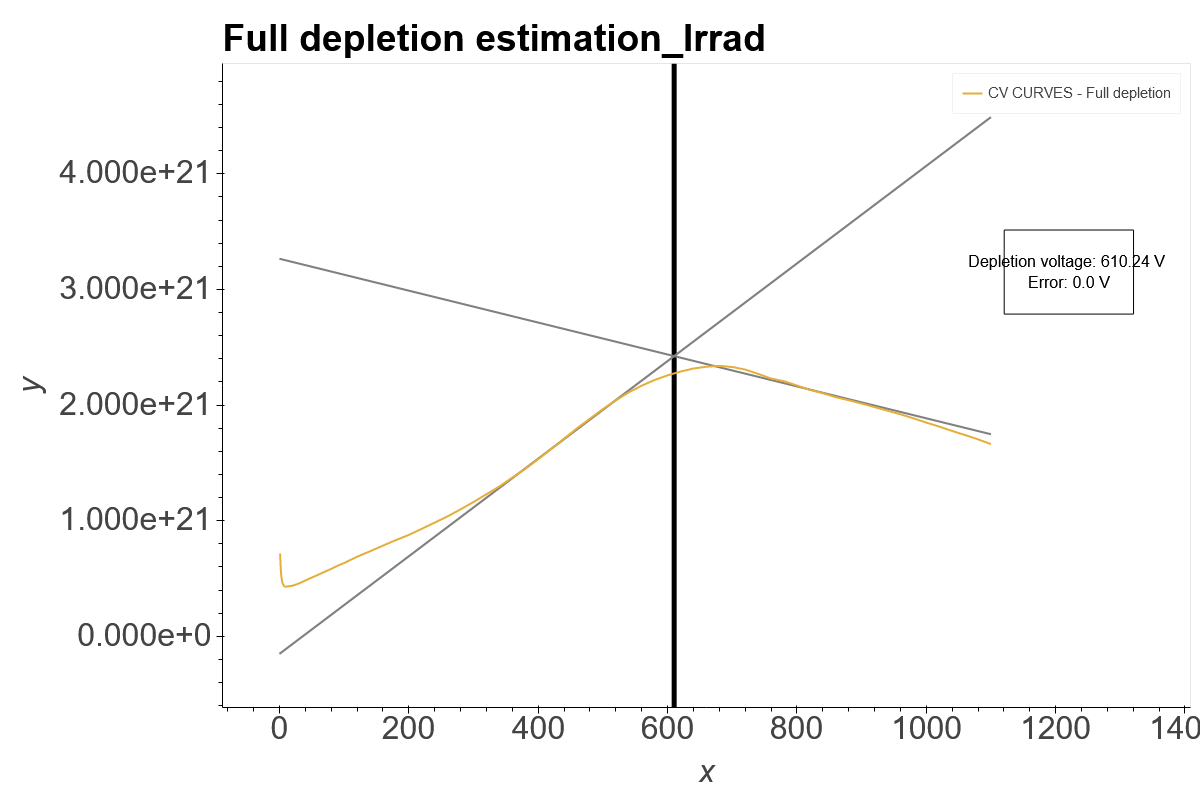 Full depletion estimation_Irrad
CV CURVES - Full depletion
4.000e+21
3.000e+21
2.000e+21
1.000e+21
0.000e+0
y
Depletion voltage: 610.24 V
Error: 0.0 V
0 200 400 600 800 1000 1200 140
x